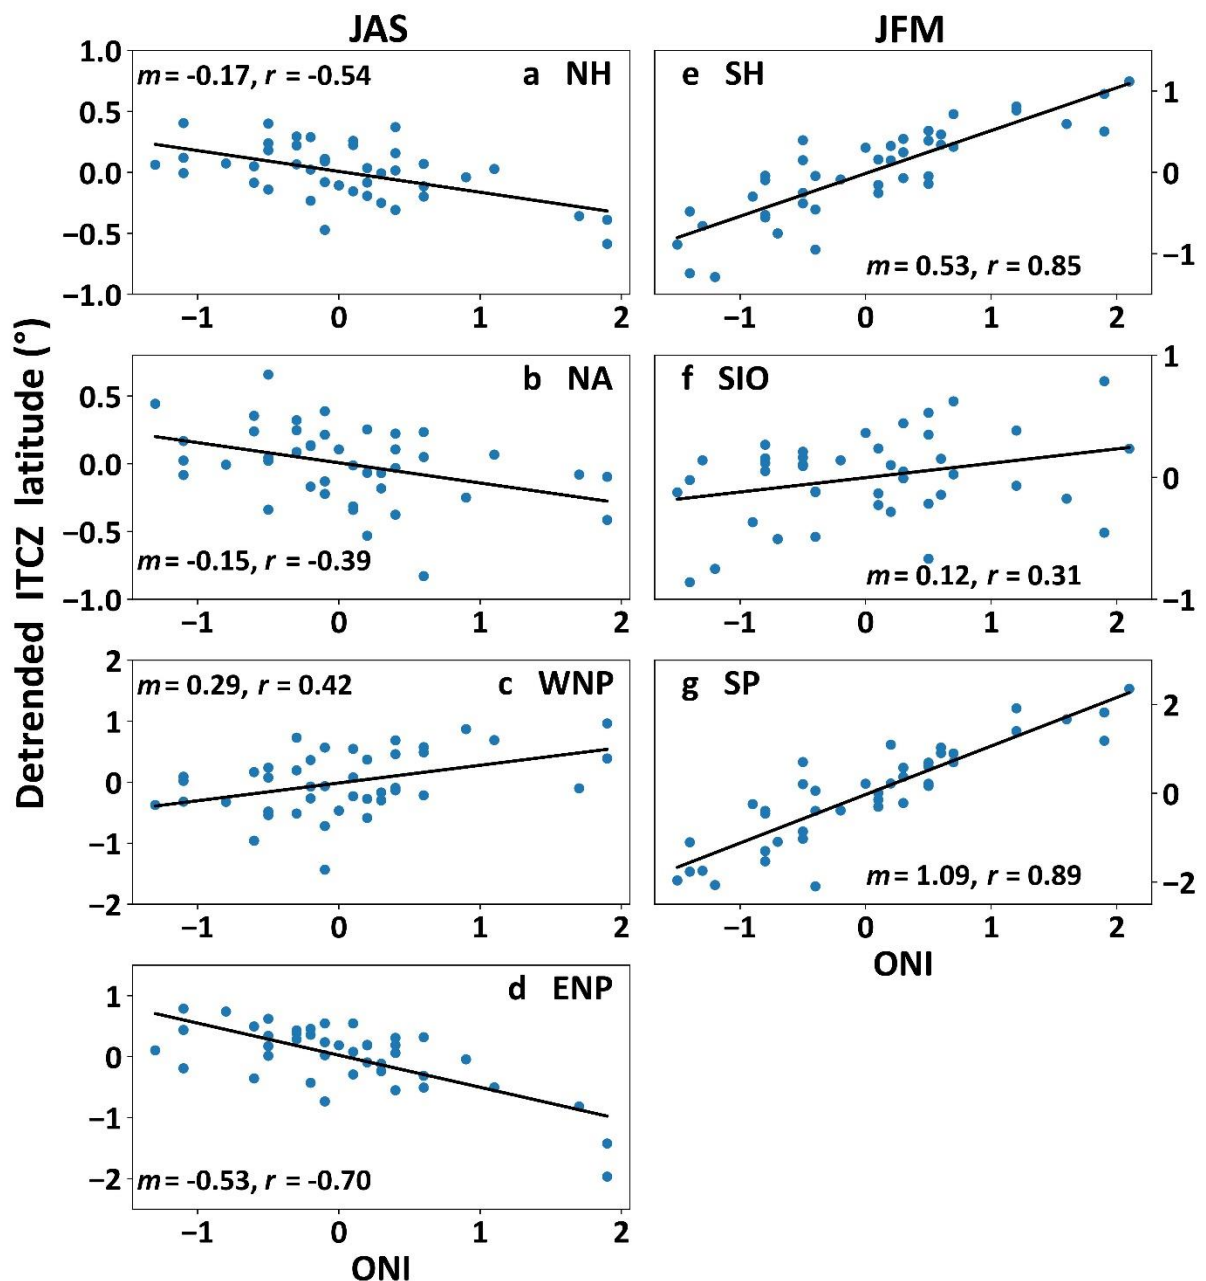 JAS
JFM
Detrended ITCZ latitude (°)
a NH
m = -0.17, r = -0.54
1.0
0.5
0.0
−0.5
−1.0
−1 0 1 2
e SH
m = 0.53, r = 0.85
1
0
−1
−1 0 1 2
b NA
m = -0.15, r = -0.39
0.5
0.0
−0.5
−1.0
−1 0 1 2
f SIO
m = 0.12, r = 0.31
1
0
−1
−1 0 1 2
c WNP
m = 0.29, r = 0.42
2
1
0
−1
−2
−1 0 1 2
g SP
m = 1.09, r = 0.89
2
0
−2
−1 0 1 2
ONI
d ENP
m = -0.53, r = -0.70
1
0
−1
−2
−1 0 1 2
ONI